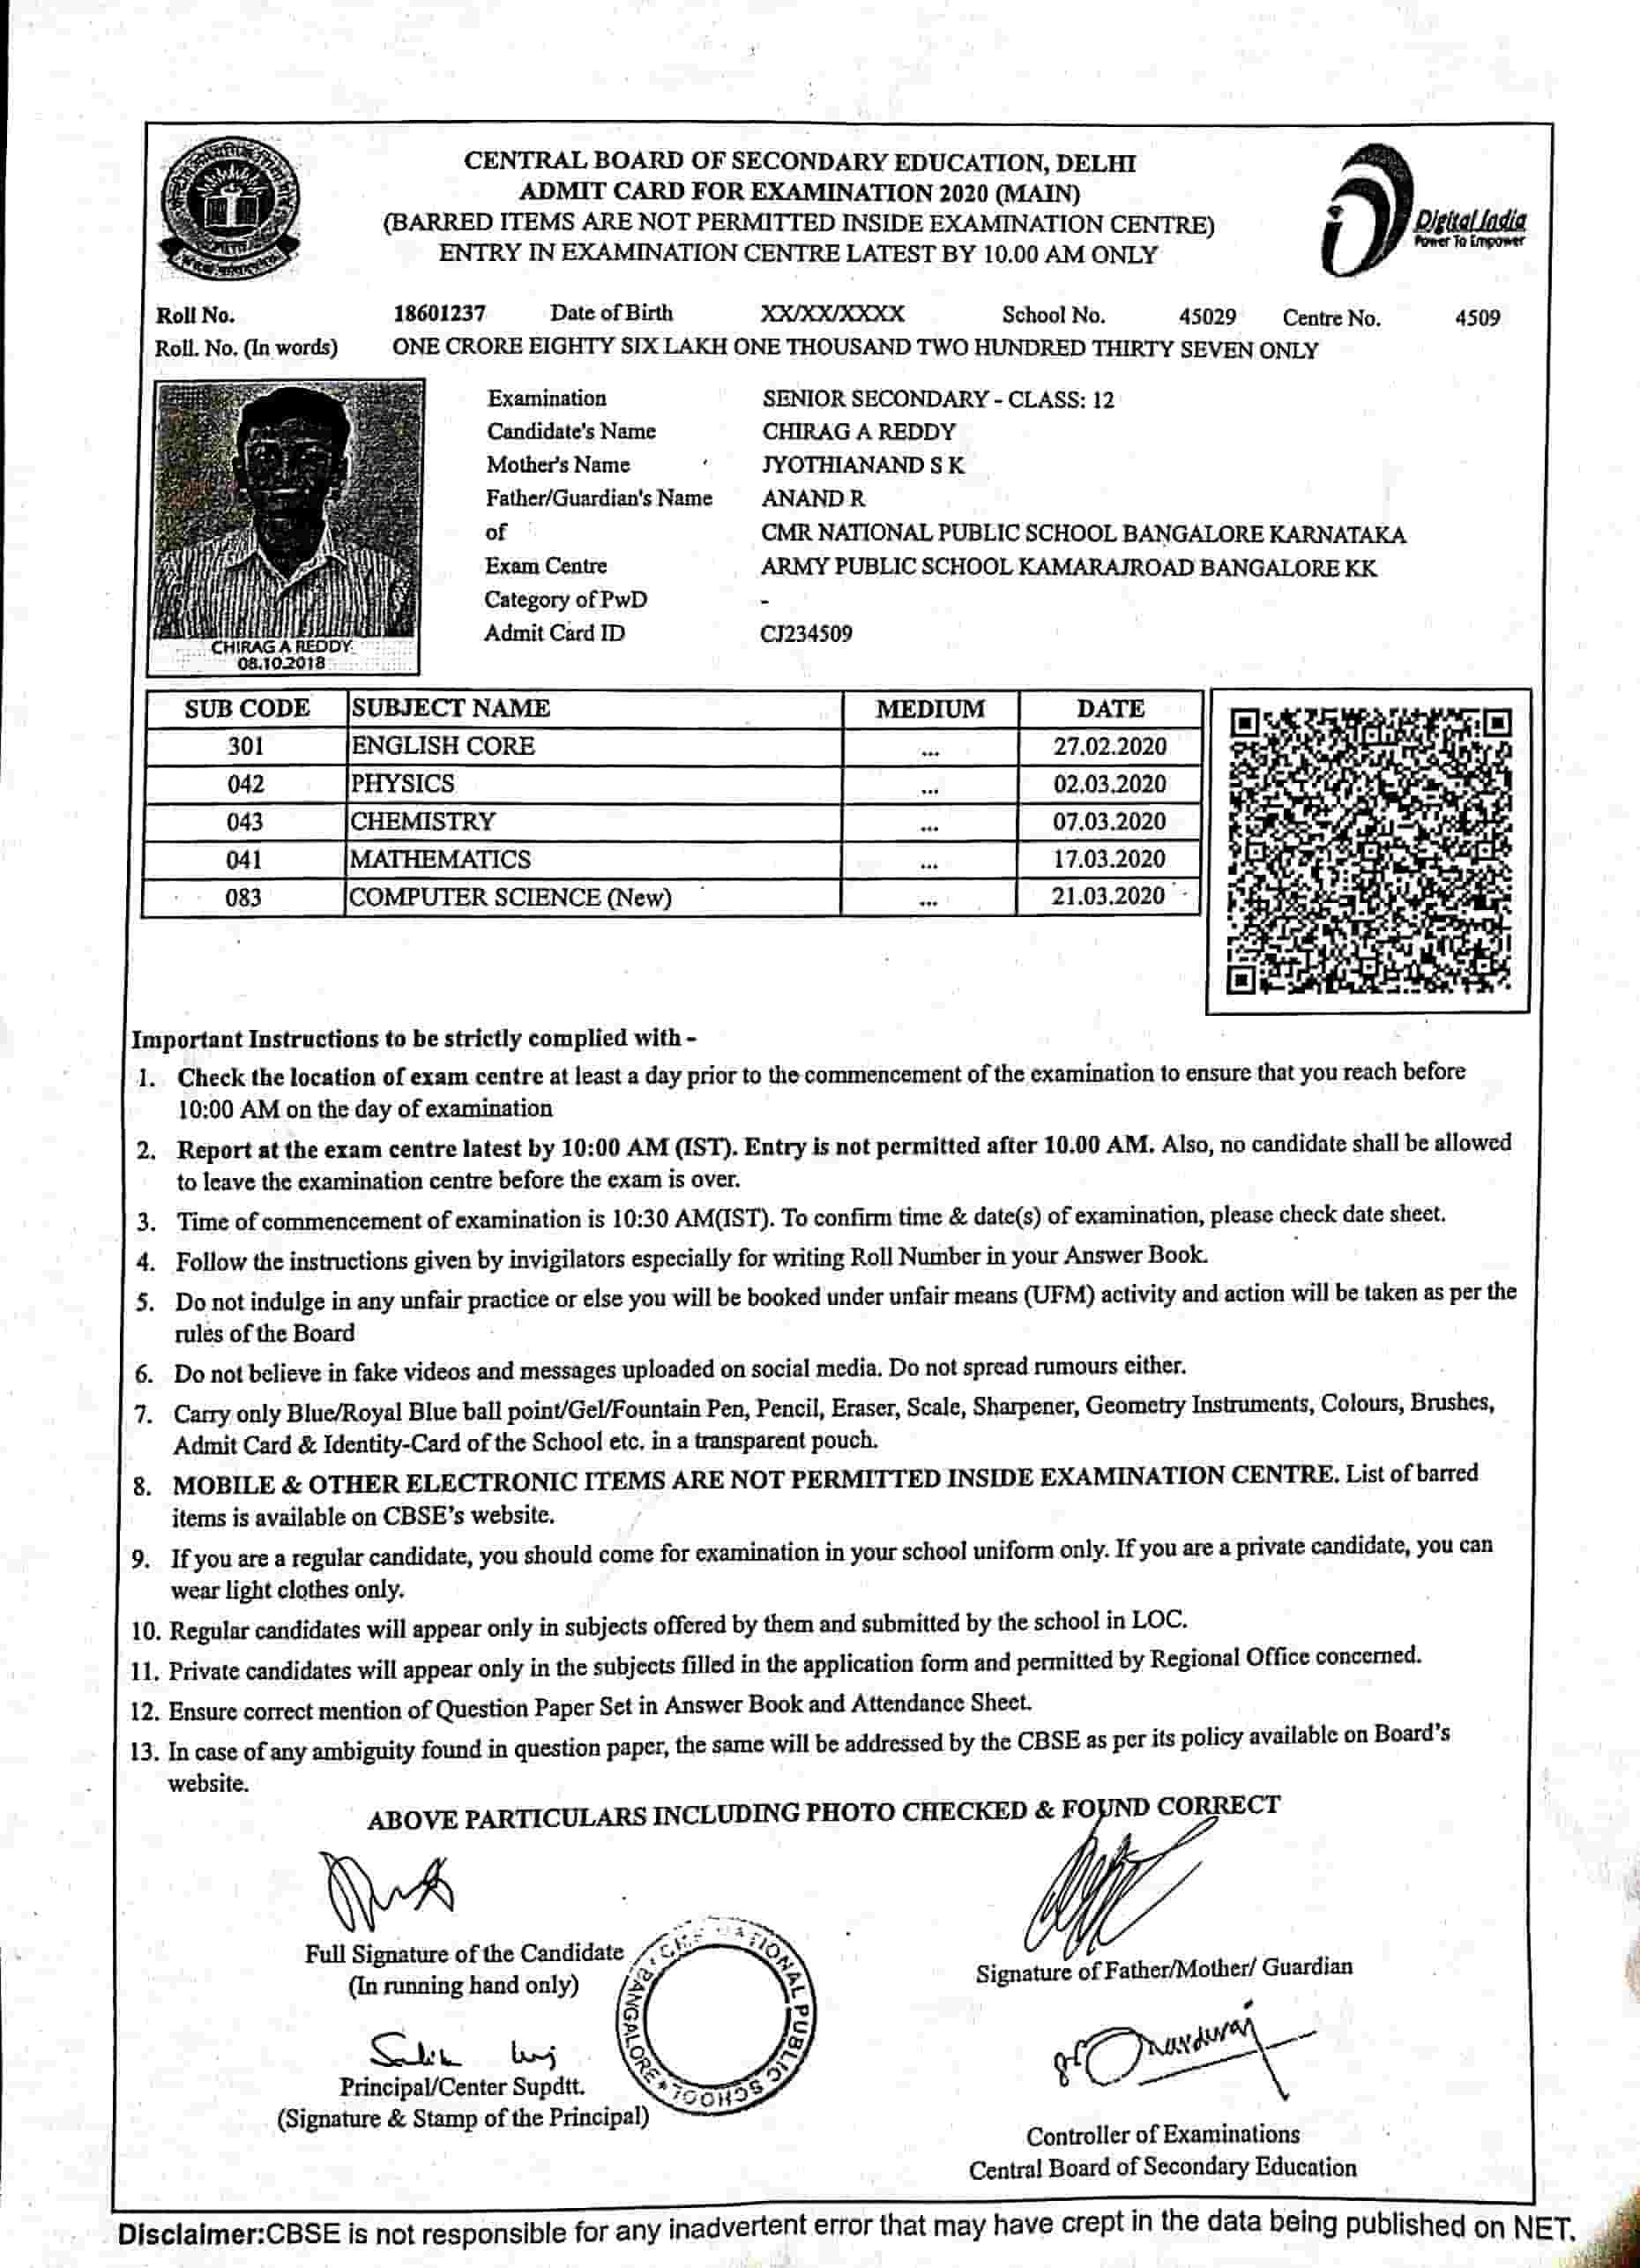 CENTRAL BOARD OF SECONDARY EDUCATION, DELHI
ADMIT CARD FOR EXAMINATION 2020 (MAIN)
(BARRED ITEMS ARE NOT PERMITTED INSIDE EXAMINATION CENTRE)
ENTRY IN EXAMINATION CENTRE LATEST BY 10.00 AM ONLY
Digital India
Power To Empower
Roll No. 18601237 Date of Birth XX/XX/XXXX School No. 45029 Centre No. 4509
Roll. No. (In words) ONE CRORE EIGHTY SIX LAKH ONE THOUSAND TWO HUNDRED THIRTY SEVEN ONLY
Examination SENIOR SECONDARY - CLASS: 12
Candidate's Name CHIRAG A REDDY
Mother's Name JYOTHIANAND S K
Father/Guardian's Name ANAND R
of CMR NATIONAL PUBLIC SCHOOL BANGALORE KARNATAKA
Exam Centre ARMY PUBLIC SCHOOL KAMARAJROAD BANGALORE KK
Category of PwD -
Admit Card ID CJ234509
CHIRAG A REDDY
08.10.2018
SUB CODE SUBJECT NAME MEDIUM DATE
301 ENGLISH CORE ... 27.02.2020
042 PHYSICS ... 02.03.2020
043 CHEMISTRY ... 07.03.2020
041 MATHEMATICS ... 17.03.2020
083 COMPUTER SCIENCE (New) ... 21.03.2020
Important Instructions to be strictly complied with -
1. Check the location of exam centre at least a day prior to the commencement of the examination to ensure that you reach before
10:00 AM on the day of examination
2. Report at the exam centre latest by 10:00 AM (IST). Entry is not permitted after 10.00 AM. Also, no candidate shall be allowed
to leave the examination centre before the exam is over.
3. Time of commencement of examination is 10:30 AM(IST). To confirm time & date(s) of examination, please check date sheet.
4. Follow the instructions given by invigilators especially for writing Roll Number in your Answer Book.
5. Do not indulge in any unfair practice or else you will be booked under unfair means (UFM) activity and action will be taken as per the
rules of the Board
6. Do not believe in fake videos and messages uploaded on social media. Do not spread rumours either.
7. Carry only Blue/Royal Blue ball point/Gel/Fountain Pen, Pencil, Eraser, Scale, Sharpener, Geometry Instruments, Colours, Brushes,
Admit Card & Identity-Card of the School etc. in a transparent pouch.
8. MOBILE & OTHER ELECTRONIC ITEMS ARE NOT PERMITTED INSIDE EXAMINATION CENTRE. List of barred
items is available on CBSE's website.
9. If you are a regular candidate, you should come for examination in your school uniform only. If you are a private candidate, you can
wear light clothes only.
10. Regular candidates will appear only in subjects offered by them and submitted by the school in LOC.
11. Private candidates will appear only in the subjects filled in the application form and permitted by Regional Office concerned.
12. Ensure correct mention of Question Paper Set in Answer Book and Attendance Sheet.
13. In case of any ambiguity found in question paper, the same will be addressed by the CBSE as per its policy available on Board's
website.
ABOVE PARTICULARS INCLUDING PHOTO CHECKED & FOUND CORRECT
Full Signature of the Candidate
(In running hand only)
Signature of Father/Mother/ Guardian
NATIONAL PUBLIC SCHOOL * BANGALORE
Principal/Center Supdtt.
(Signature & Stamp of the Principal)
Controller of Examinations
Central Board of Secondary Education
Disclaimer:CBSE is not responsible for any inadvertent error that may have crept in the data being published on NET.